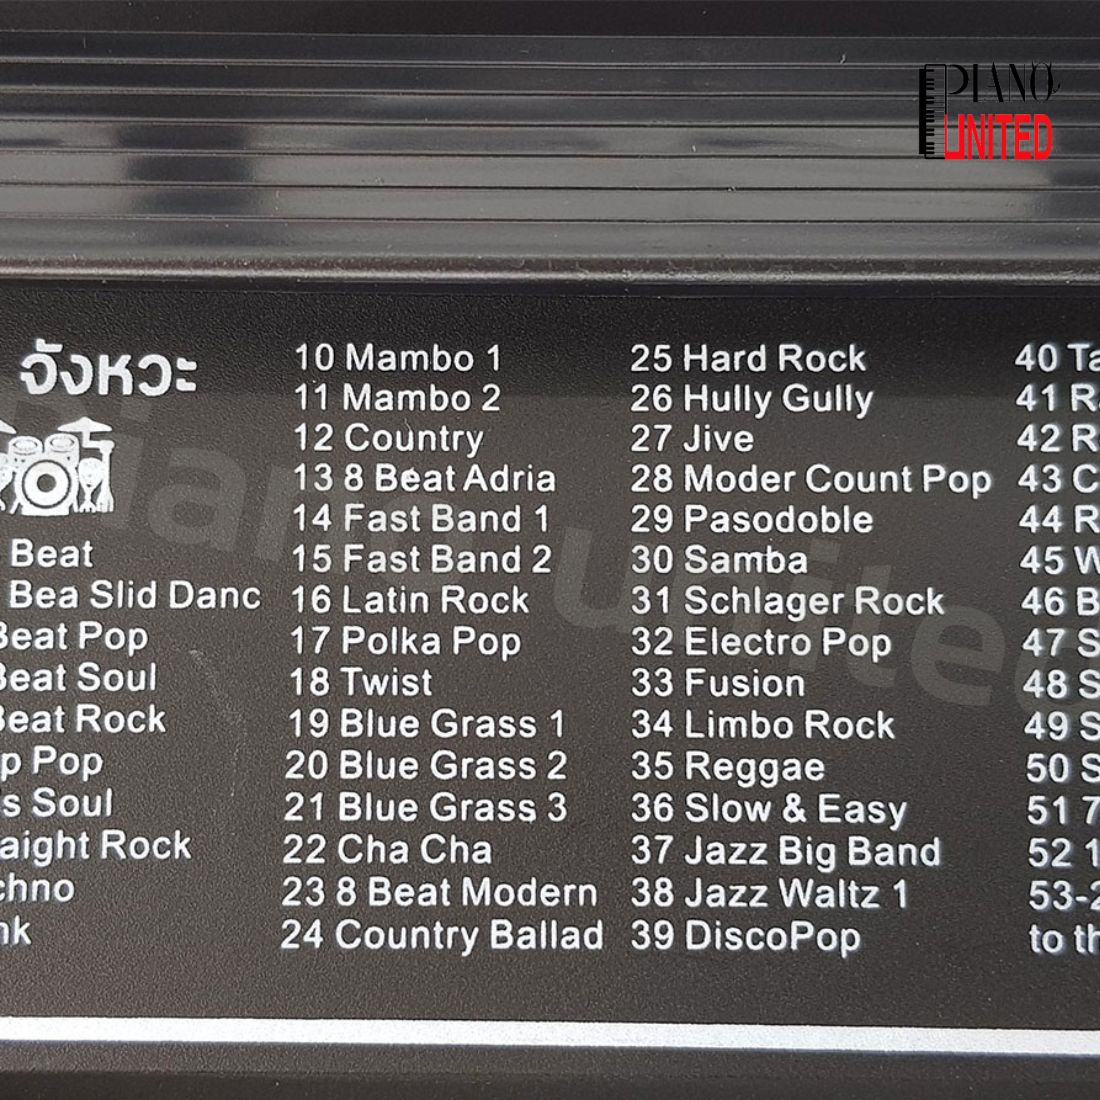 PIANO
UNITED
จังหวะ
Beat
Bea Slid Danc
Beat Pop
Beat Soul
Beat Rock
Pop
Soul
Rock
10 Mambo 1
11 Mambo 2
12 Country
13 8 Beat Adria
14 Fast Band 1
15 Fast Band 2
16 Latin Rock
17 Polka Pop
18 Twist
19 Blue Grass 1
20 Blue Grass 2
21 Blue Grass 3
22 Cha Cha
23 8 Beat Modern
24 Country Ballad
25 Hard Rock
26 Hully Gully
27 Jive
28 Moder Count Pop
29 Pasodoble
30 Samba
31 Schlager Rock
32 Electro Pop
33 Fusion
34 Limbo Rock
35 Reggae
36 Slow & Easy
37 Jazz Big Band
38 Jazz Waltz 1
39 DiscoPop
40
41
42
43
44
45
46
47
48
49
50
51
52
to
Piano united